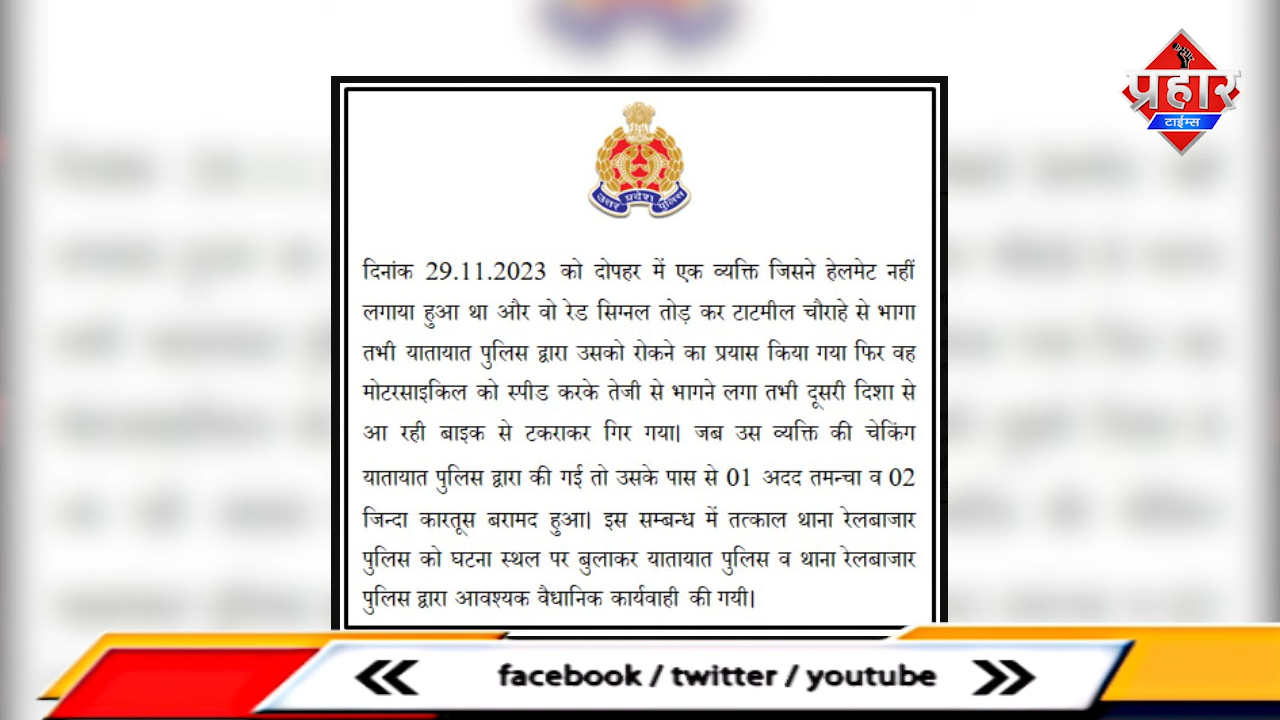 प्रहार
टाईम्स
उत्तर प्रदेश पुलिस
दिनांक 29.11.2023 को दोपहर में एक व्यक्ति जिसने हेलमेट नहीं
लगाया हुआ था और वो रेड सिग्नल तोड़ कर टाटमील चौराहे से भागा
तभी यातायात पुलिस द्वारा उसको रोकने का प्रयास किया गया फिर वह
मोटरसाइकिल को स्पीड करके तेजी से भागने लगा तभी दूसरी दिशा से
आ रही बाइक से टकराकर गिर गया। जब उस व्यक्ति की चेकिंग
यातायात पुलिस द्वारा की गई तो उसके पास से 01 अदद तमन्चा व 02
जिन्दा कारतूस बरामद हुआ। इस सम्बन्ध में तत्काल थाना रेलबाजार
पुलिस को घटना स्थल पर बुलाकर यातायात पुलिस व थाना रेलबाजार
पुलिस द्वारा आवश्यक वैधानिक कार्यवाही की गयी।
facebook / twitter / youtube